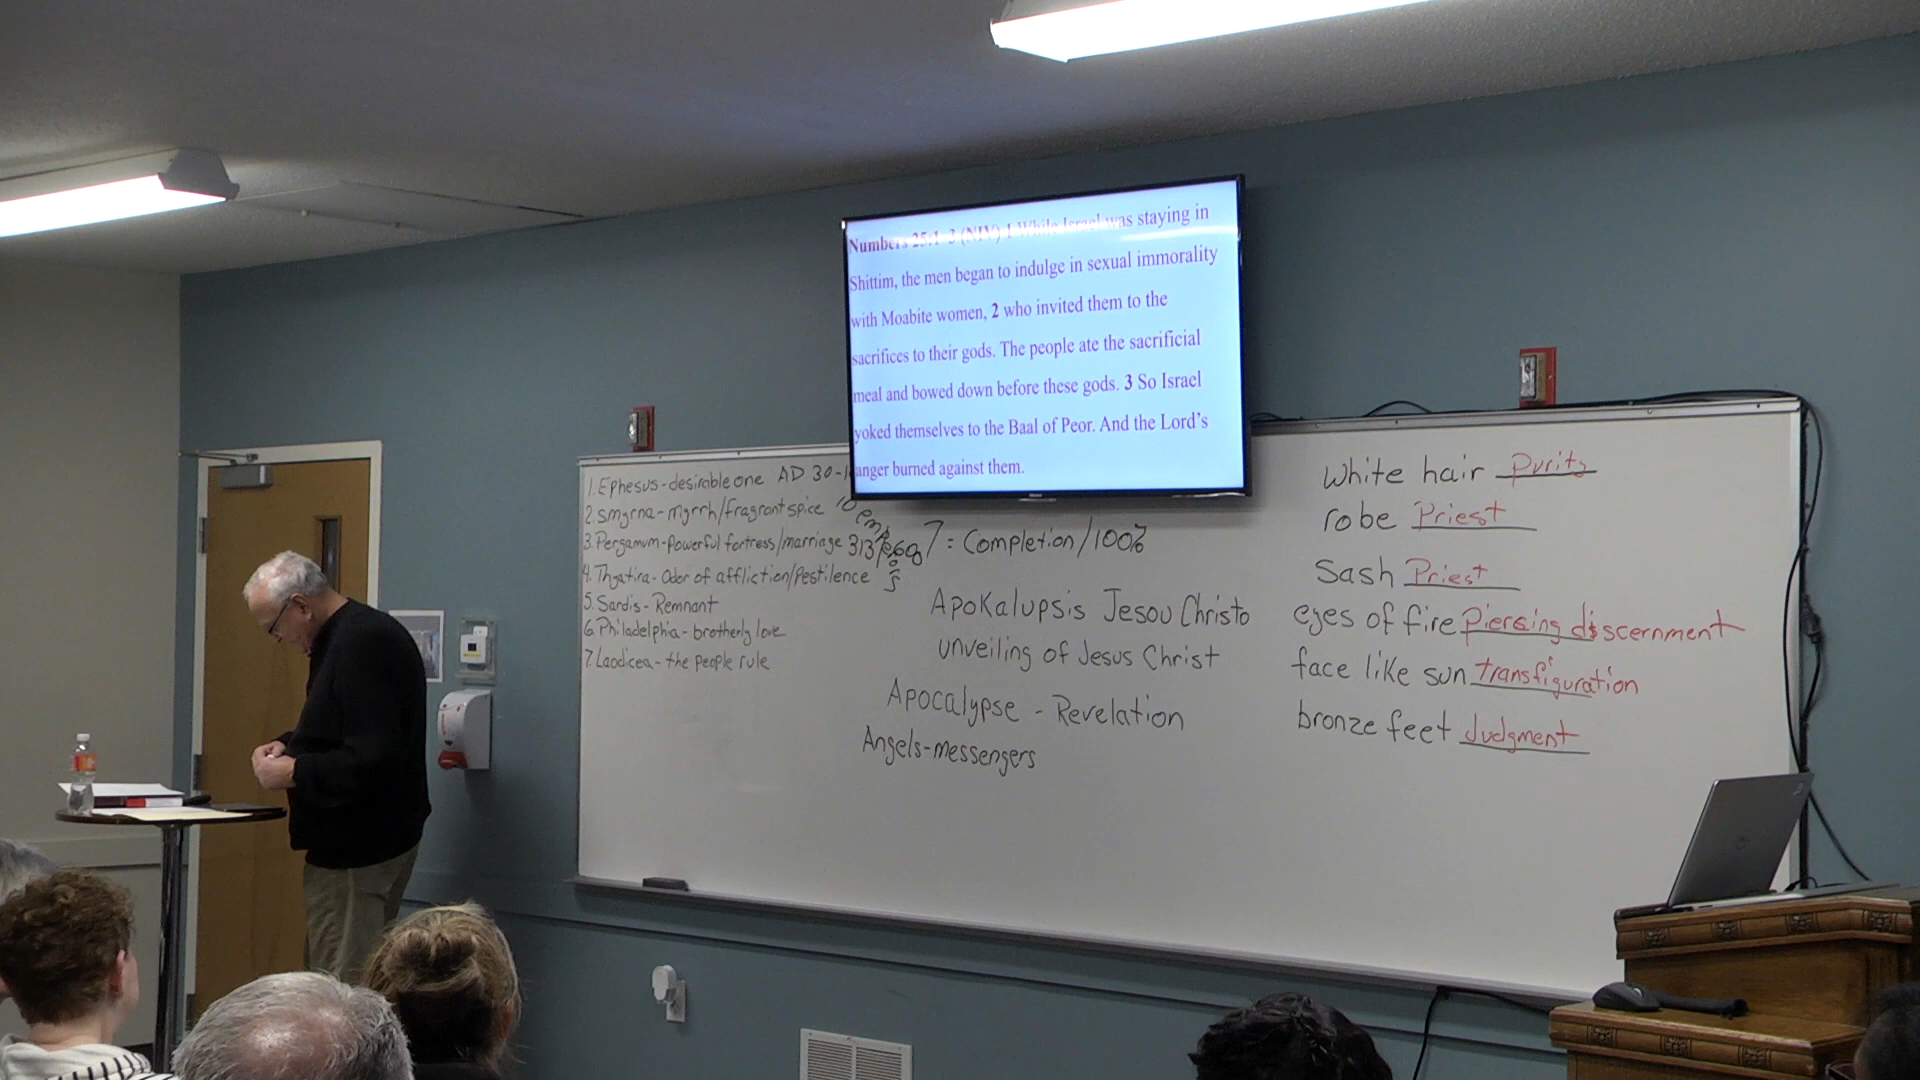 Numbers 25:1-3 (NIV) 1 While Israel was staying in
Shittim, the men began to indulge in sexual immorality
with Moabite women, 2 who invited them to the
sacrifices to their gods. The people ate the sacrificial
meal and bowed down before these gods. 3 So Israel
yoked themselves to the Baal of Peor. And the Lord's
anger burned against them.
1. Ephesus - desirable one AD 30-
2. Smyrna - myrrh/fragrant spice 10
3. Pergamum - Powerful fortress/marriage 313
4. Thyatira - Odor of affliction/Pestilence
5. Sardis - Remnant
6. Philadelphia - brotherly love
7. Laodicea - the people rule
7 = Completion/100%
Apokalupsis Jesou Christo
unveiling of Jesus Christ
Apocalypse - Revelation
Angels - messengers
White hair Purity
robe Priest
Sash Priest
eyes of fire Piercing discernment
face like sun transfiguration
bronze feet Judgment